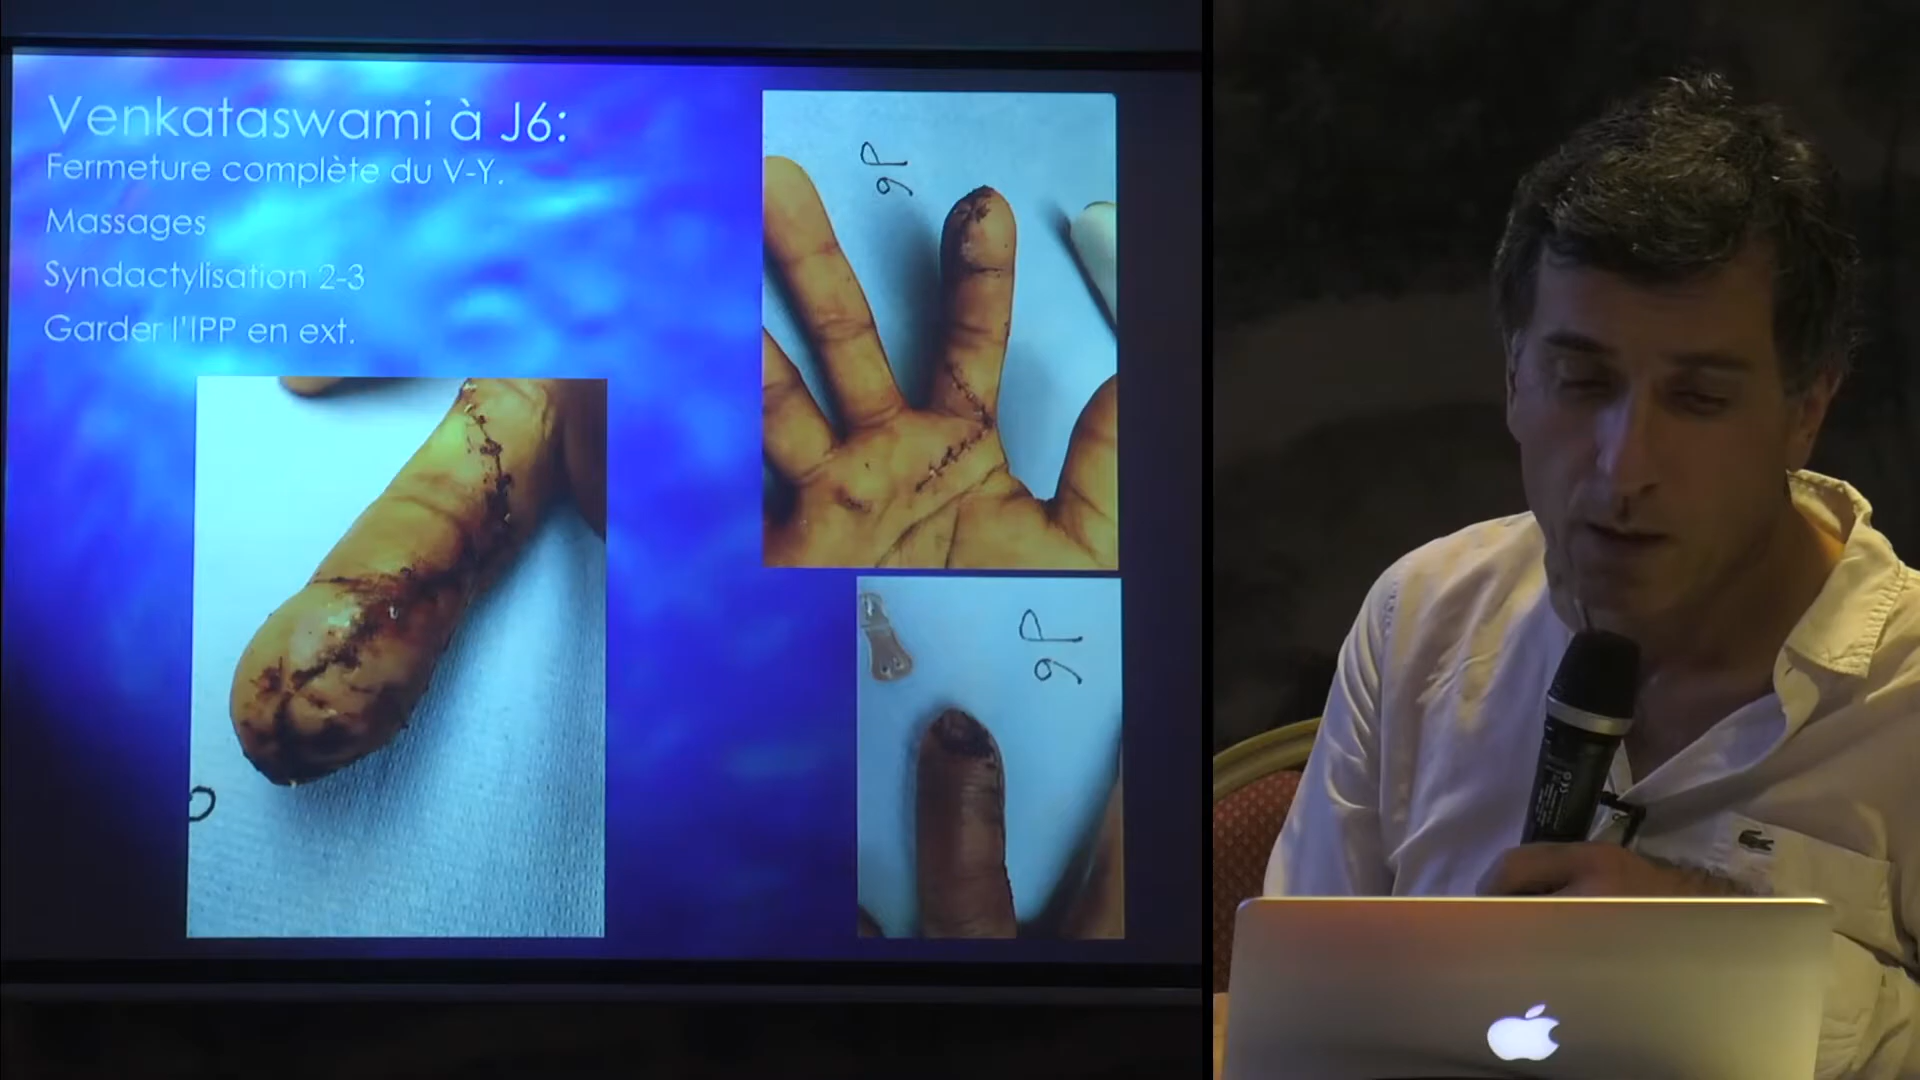 Venkataswami à J6:
Fermeture complète du V-Y.
Massages
Syndactylisation 2-3
Garder l'IPP en ext.